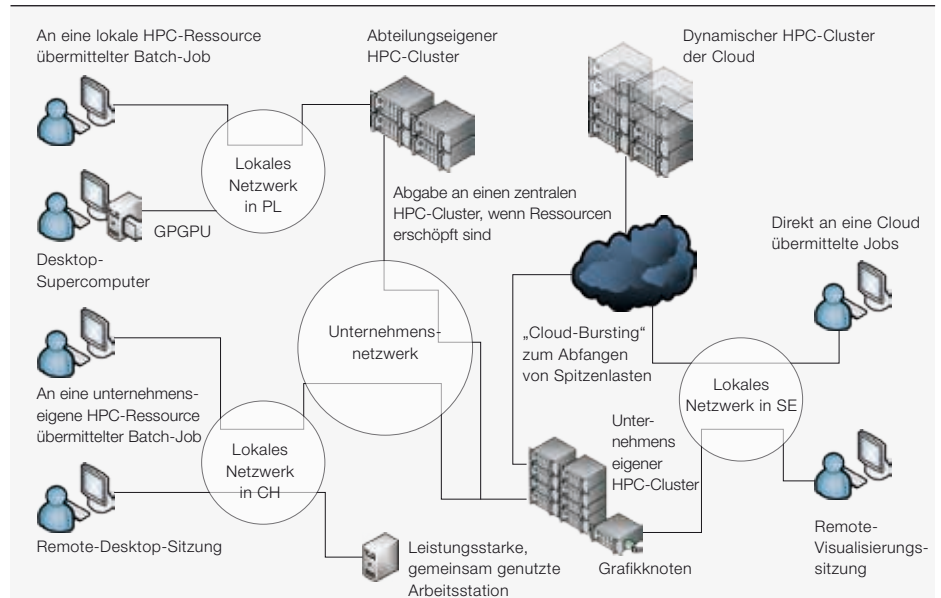 An eine lokale HPC-Ressource
übermittelter Batch-Job
Abteilungseigener
HPC-Cluster
Dynamischer HPC-Cluster
der Cloud
Lokales
Netzwerk
in PL
GPGPU
Desktop-
Supercomputer
Abgabe an einen zentralen
HPC-Cluster, wenn Ressourcen
erschöpft sind
Direkt an eine Cloud
übermittelte Jobs
Unternehmens-
netzwerk
„Cloud-Bursting“
zum Abfangen
von Spitzenlasten
An eine unternehmens-
eigene HPC-Ressource
übermittelter Batch-Job
Lokales
Netzwerk in SE
Lokales
Netzwerk
in CH
Unter-
nehmens
eigener
HPC-Cluster
Remote-Desktop-Sitzung
Leistungsstarke,
gemeinsam genutzte
Arbeitsstation
Grafikknoten
Remote-
Visualisierungs-
sitzung